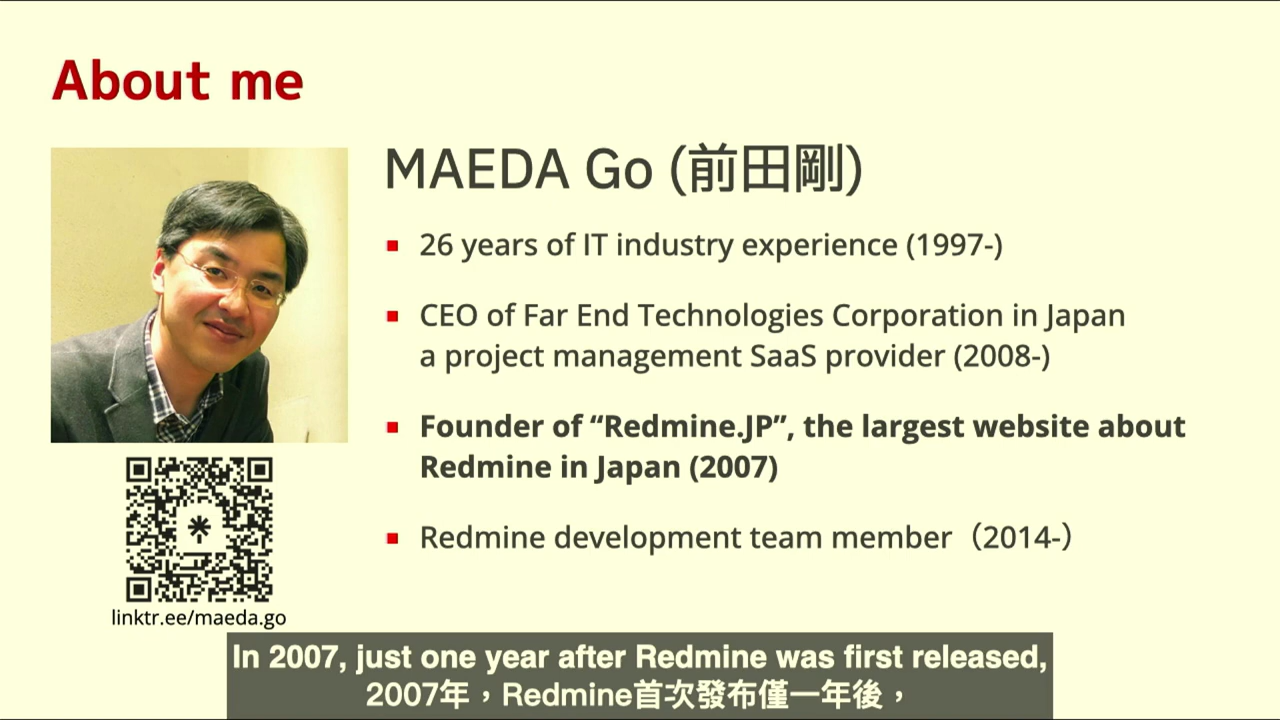 About me
MAEDA Go (前田剛)
26 years of IT industry experience (1997-)
CEO of Far End Technologies Corporation in Japan
a project management SaaS provider (2008-)
Founder of “Redmine.JP”, the largest website about
Redmine in Japan (2007)
Redmine development team member（2014-）
linktr.ee/maeda.go
In 2007, just one year after Redmine was first released,
2007年，Redmine首次發布僅一年後，